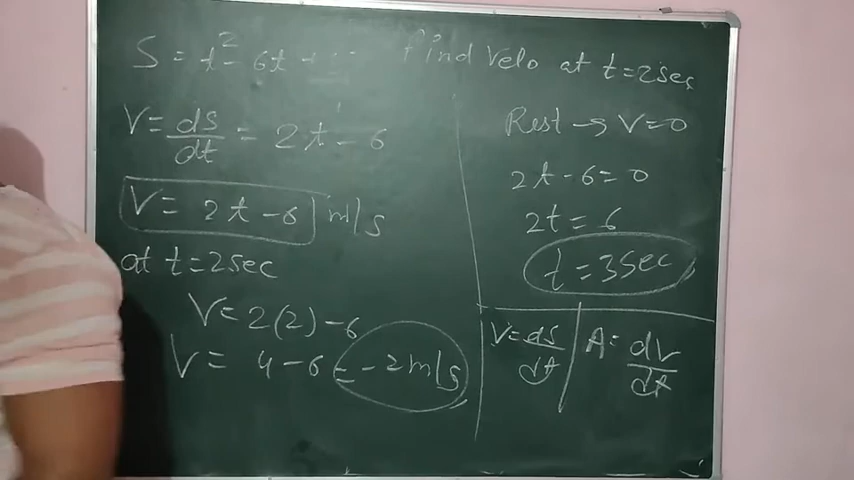 S = t² - 6t + ... find velo at t=2sec
V = ds/dt = 2t¹ - 6
V = 2t - 6 m/s
at t=2sec
V = 2(2) - 6
V = 4 - 6 = -2m/s
Rest → V=0
2t - 6 = 0
2t = 6
t = 3sec
V = ds/dt
A = dv/dt